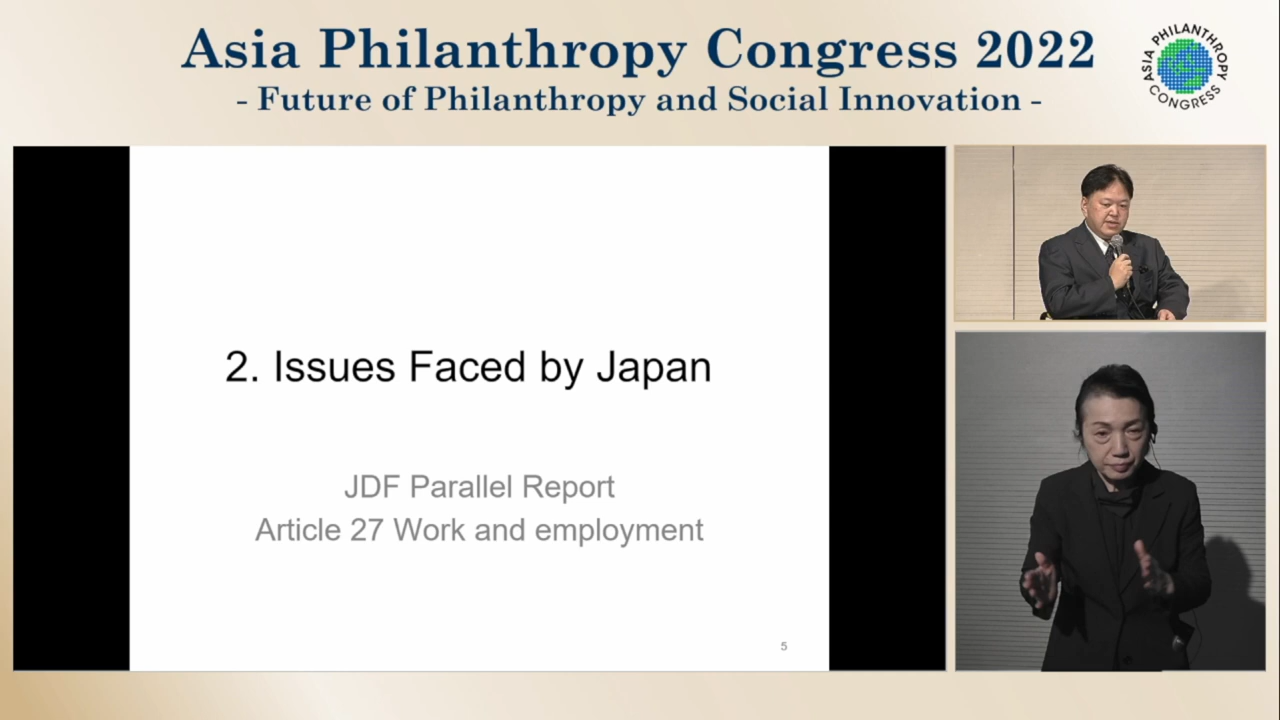 Asia Philanthropy Congress 2022
- Future of Philanthropy and Social Innovation -
ASIA PHILANTHROPY CONGRESS
2. Issues Faced by Japan
JDF Parallel Report
Article 27 Work and employment
5